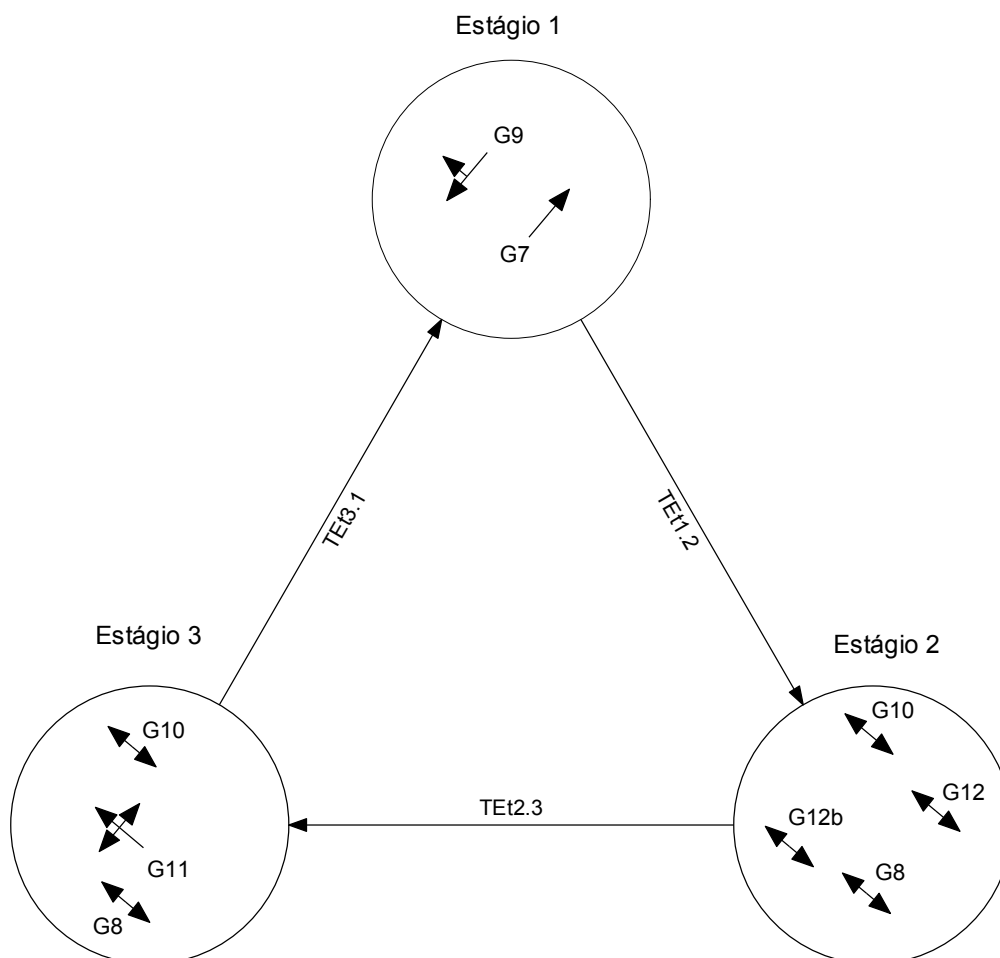 Estágio 1
G9
G7
TEt3.1
TEt1.2
Estágio 3
Estágio 2
G10
G11
G8
TEt2.3
G10
G12
G12b
G8